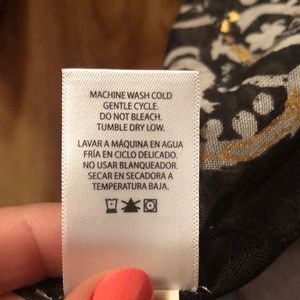 MACHINE WASH COLD
GENTLE CYCLE.
DO NOT BLEACH.
TUMBLE DRY LOW.
LAVAR A MÁQUINA EN AGUA
FRÍA EN CICLO DELICADO.
NO USAR BLANQUEADOR.
SECAR EN SECADORA A
TEMPERATURA BAJA.